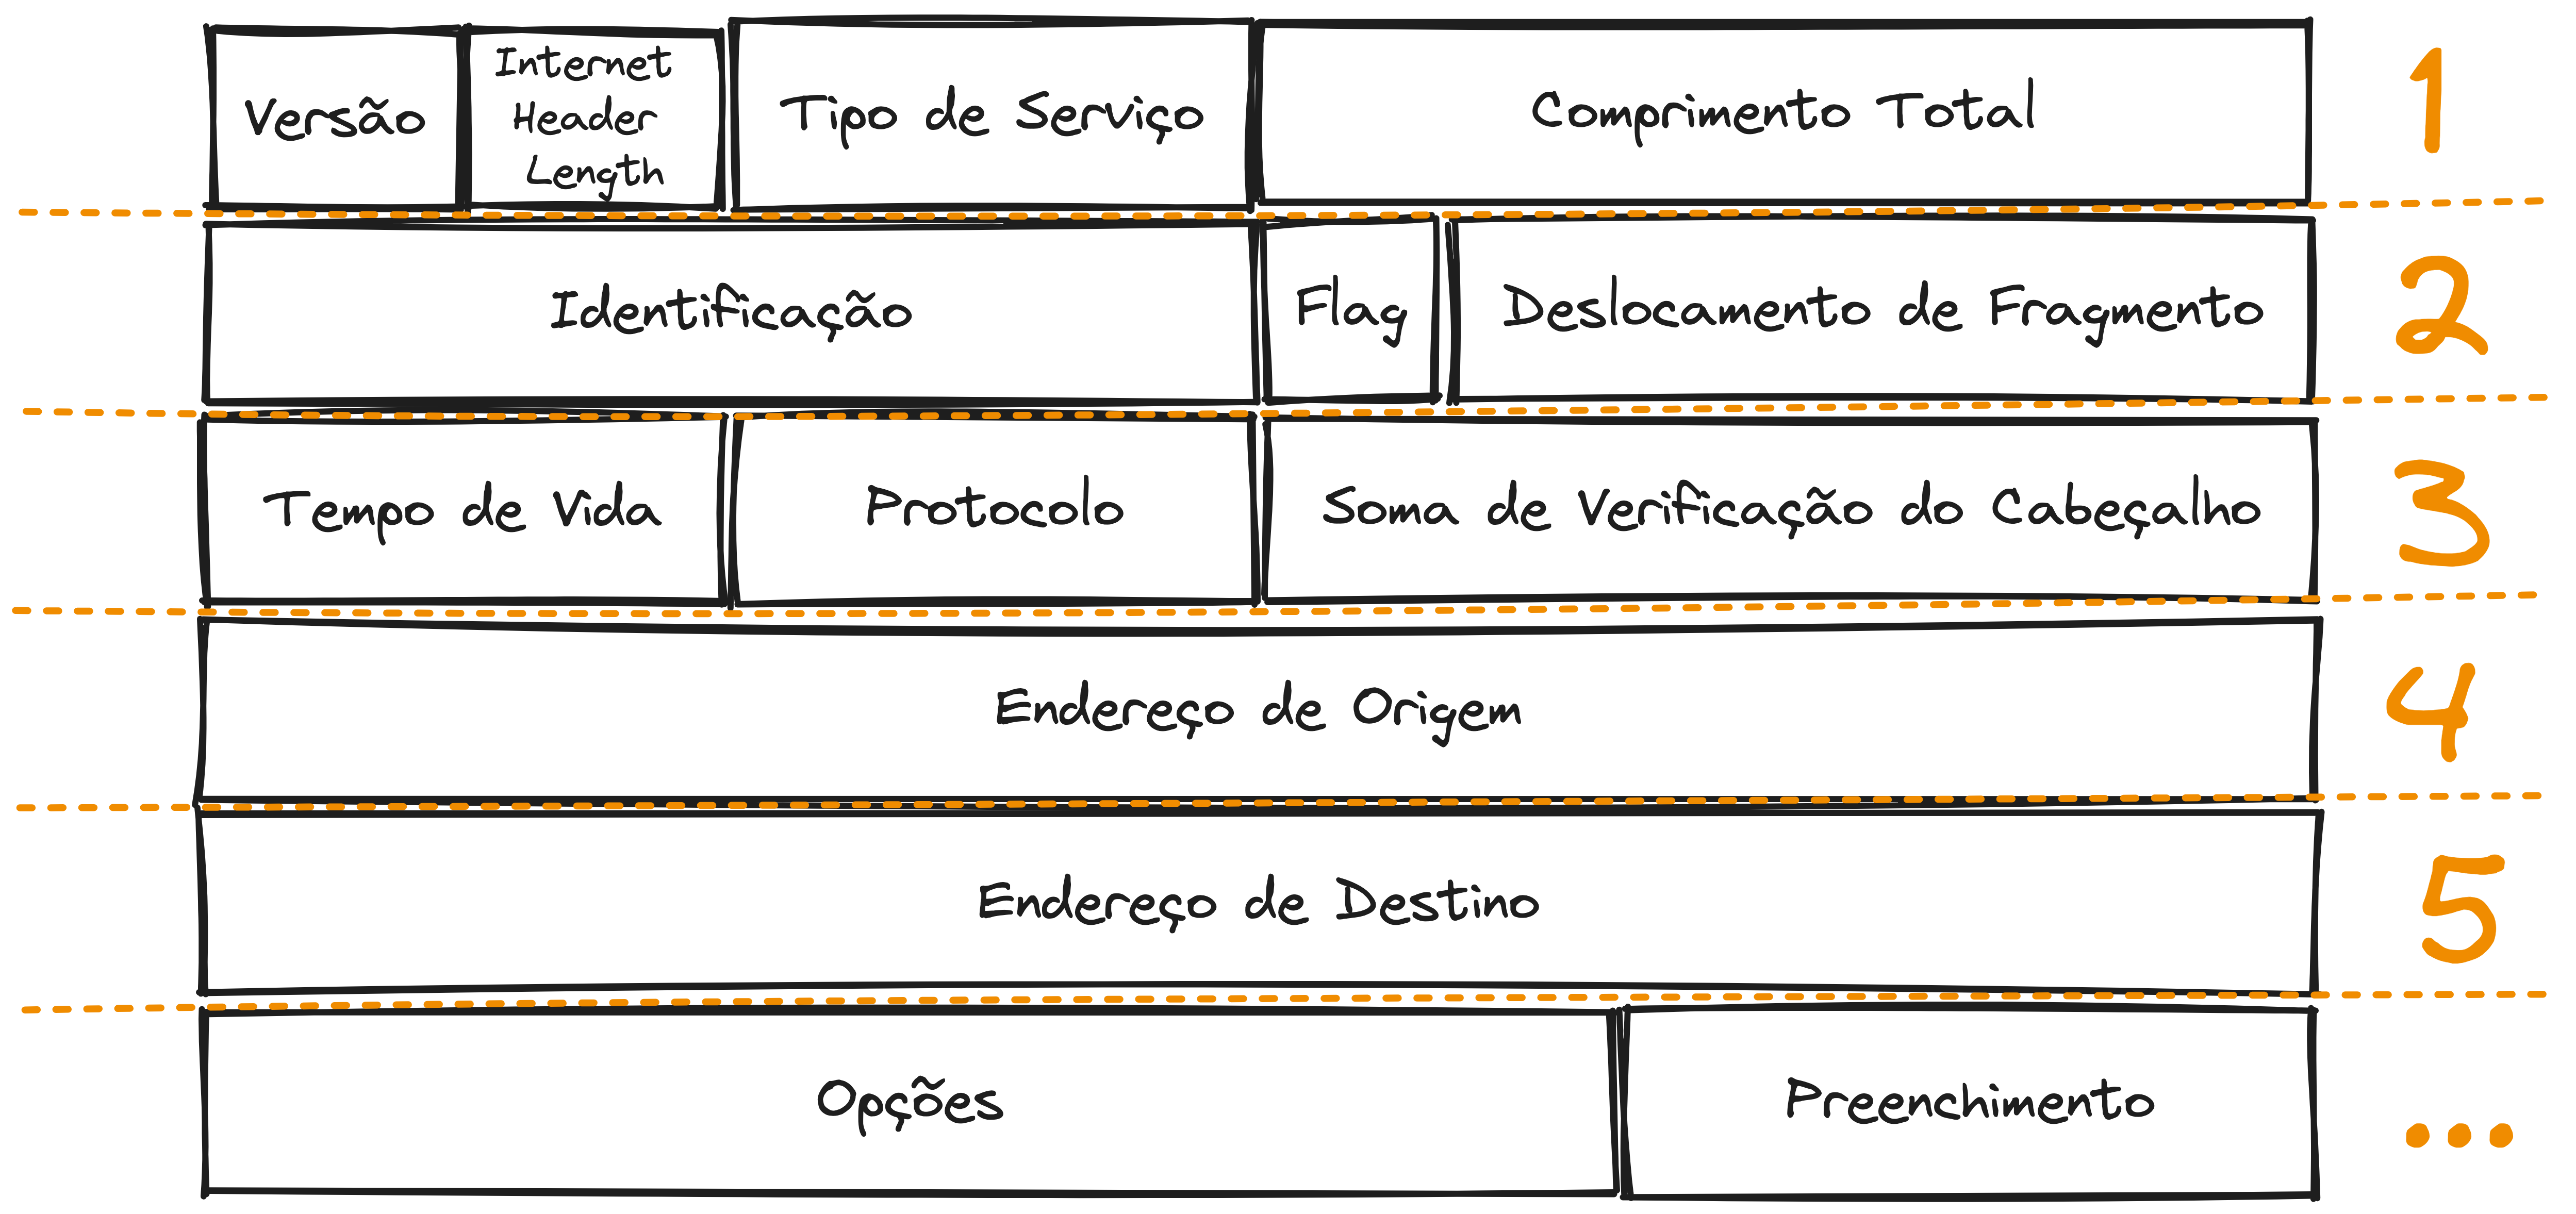 Versão
Internet
Header
Length
Tipo de Serviço
Comprimento Total
1
Identificação
Flag
Deslocamento de Fragmento
2
Tempo de Vida
Protocolo
Soma de Verificação do Cabeçalho
3
Endereço de Origem
4
Endereço de Destino
5
Opções
Preenchimento
...